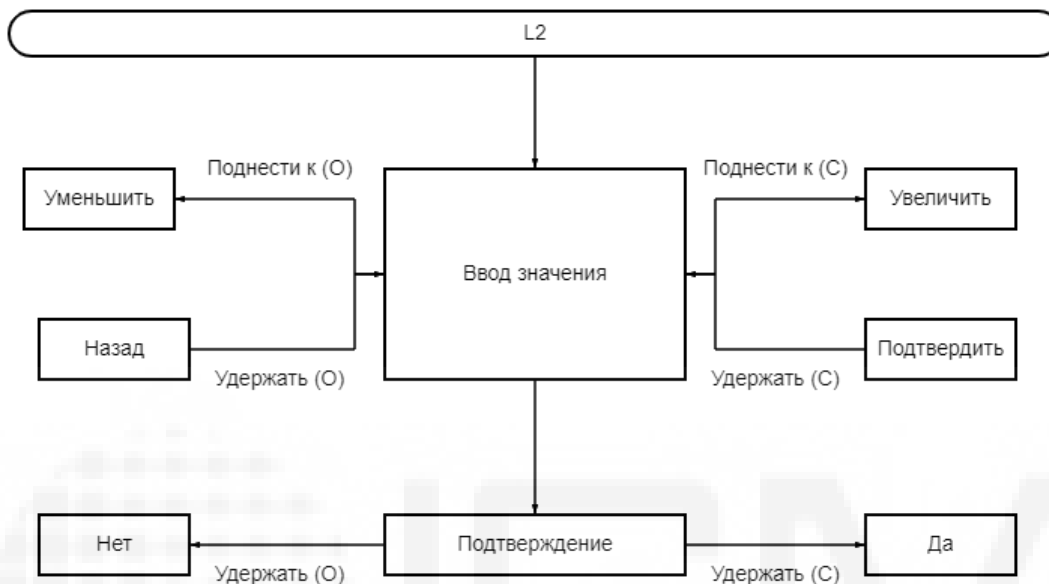 L2
Поднести к (О)
Поднести к (С)
Уменьшить
Ввод значения
Увеличить
Назад
Подтвердить
Удержать (О)
Удержать (С)
Нет
Подтверждение
Да
Удержать (О)
Удержать (С)